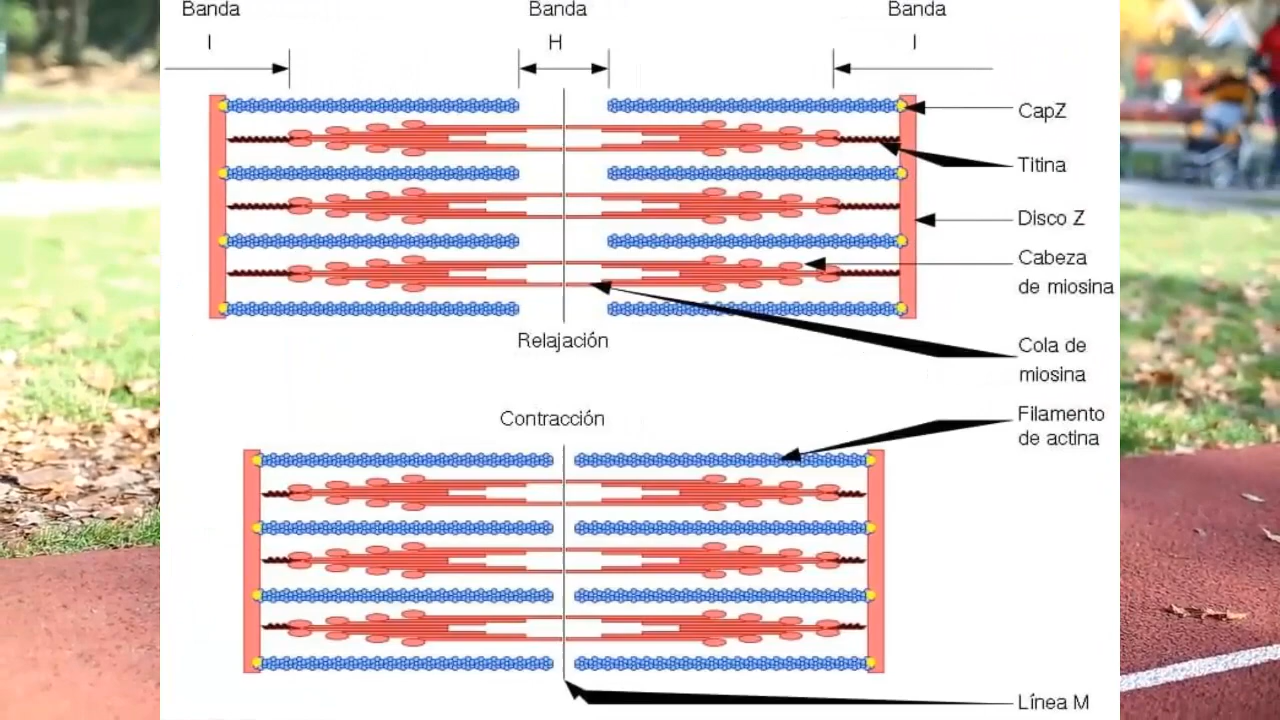 Banda
I
Banda
H
Banda
I
CapZ
Titina
Disco Z
Cabeza
de miosina
Relajación
Cola de
miosina
Contracción
Filamento
de actina
Línea M